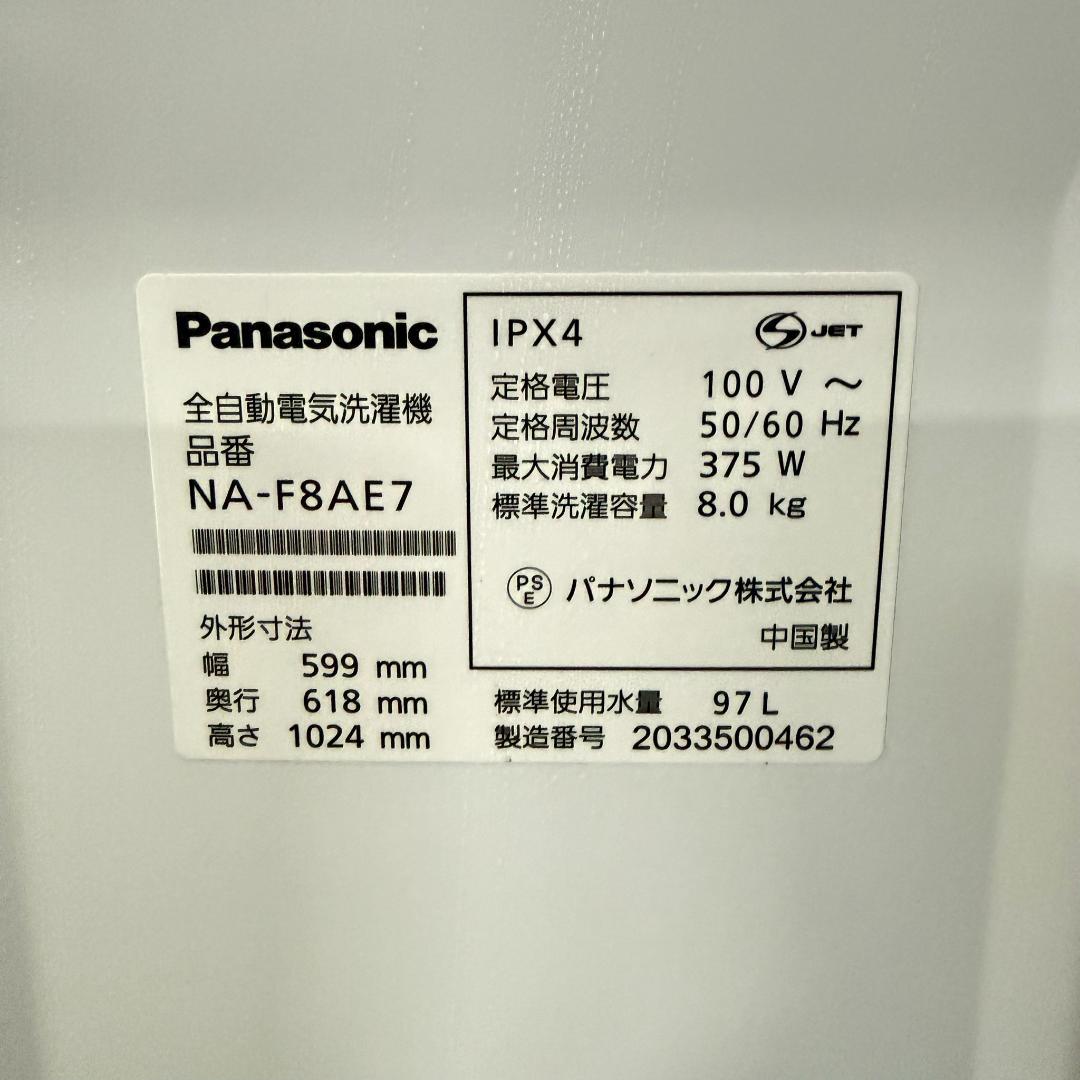 Panasonic
全自動電気洗濯機
品番
NA-F8AE7
外形寸法
幅 599 mm
奥行 618 mm
高さ 1024 mm
IPX4
S JET
定格電圧 100 V ～
定格周波数 50/60 Hz
最大消費電力 375 W
標準洗濯容量 8.0 kg
PSE パナソニック株式会社
中国製
標準使用水量 97 L
製造番号 2033500462